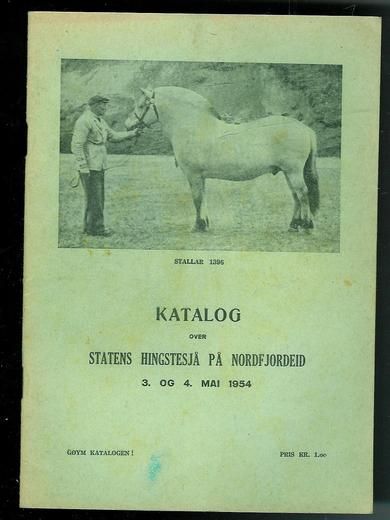 STALLAR 1396
KATALOG
OVER
STATENS HINGSTESJÅ PÅ NORDFJORDEID
3. OG 4. MAI 1954
GØYM KATALOGEN! PRIS KR. 1.00